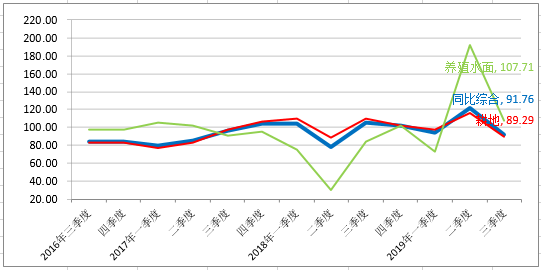 220.00
200.00
180.00
160.00
140.00
120.00
100.00
80.00
60.00
40.00
20.00
养殖水面, 107.71
同比综合, 91.76
耕地, 89.29
2016年三季度
四季度
2017年一季度
二季度
三季度
四季度
2018年一季度
二季度
三季度
四季度
2019年一季度
二季度
三季度